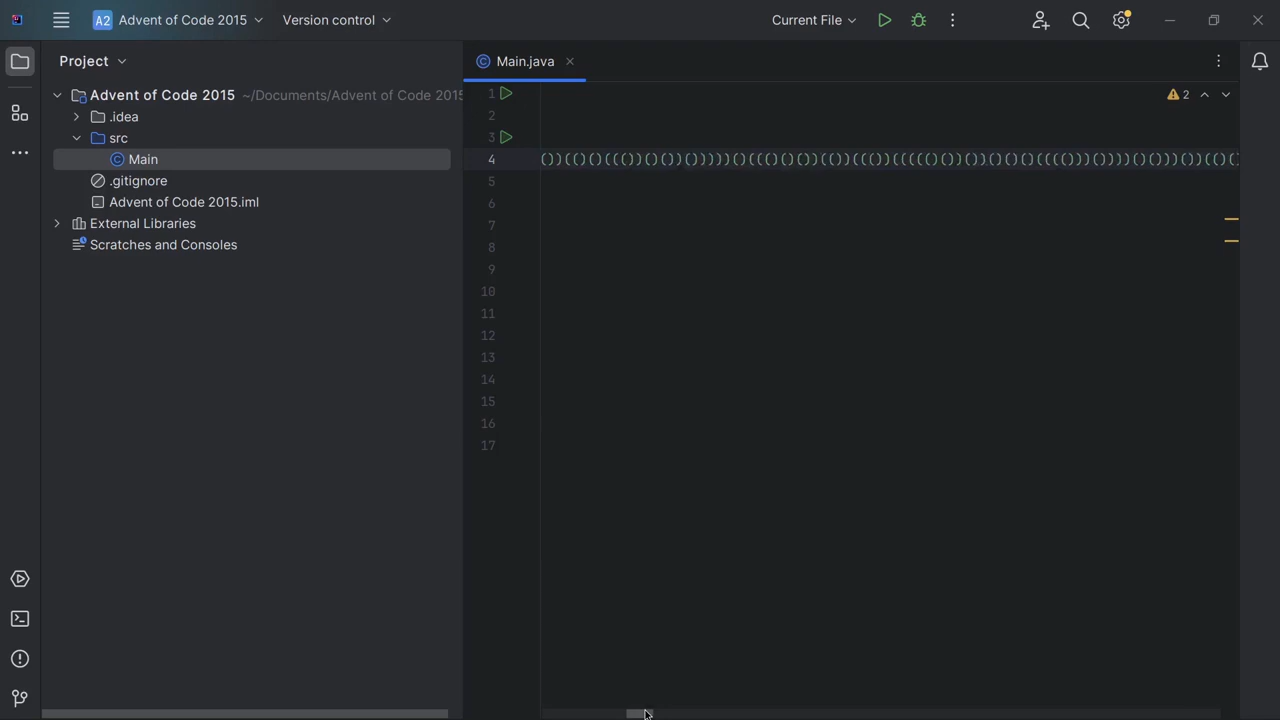 A2 Advent of Code 2015 Version control Current File
Project
Main.java
Advent of Code 2015 ~/Documents/Advent of Code 2015
.idea
src
Main
.gitignore
Advent of Code 2015.iml
External Libraries
Scratches and Consoles
2
1
2
3
4
5
6
7
8
9
10
11
12
13
14
15
16
17